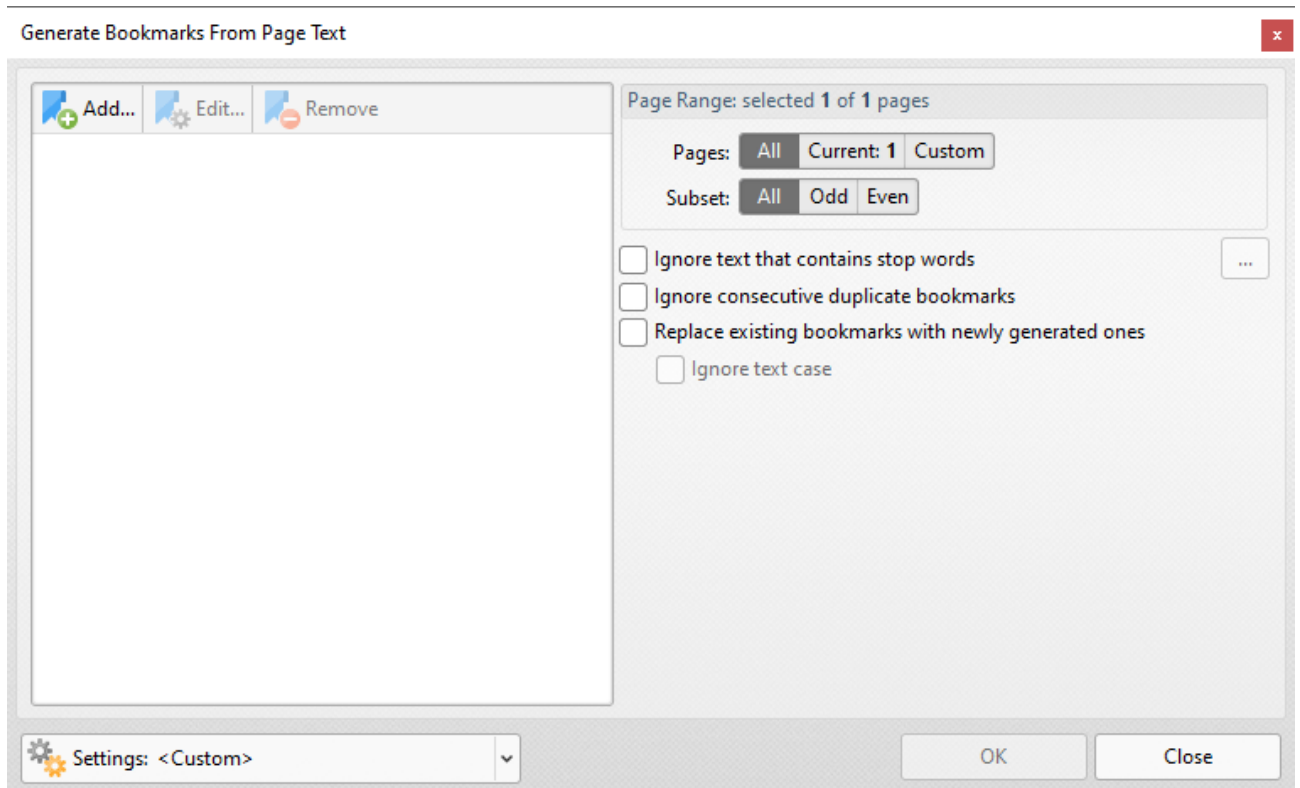 Generate Bookmarks From Page Text
x
Add... Edit... Remove
Page Range: selected 1 of 1 pages
Pages: All Current: 1 Custom
Subset: All Odd Even
Ignore text that contains stop words ...
Ignore consecutive duplicate bookmarks
Replace existing bookmarks with newly generated ones
Ignore text case
Settings: <Custom> OK Close